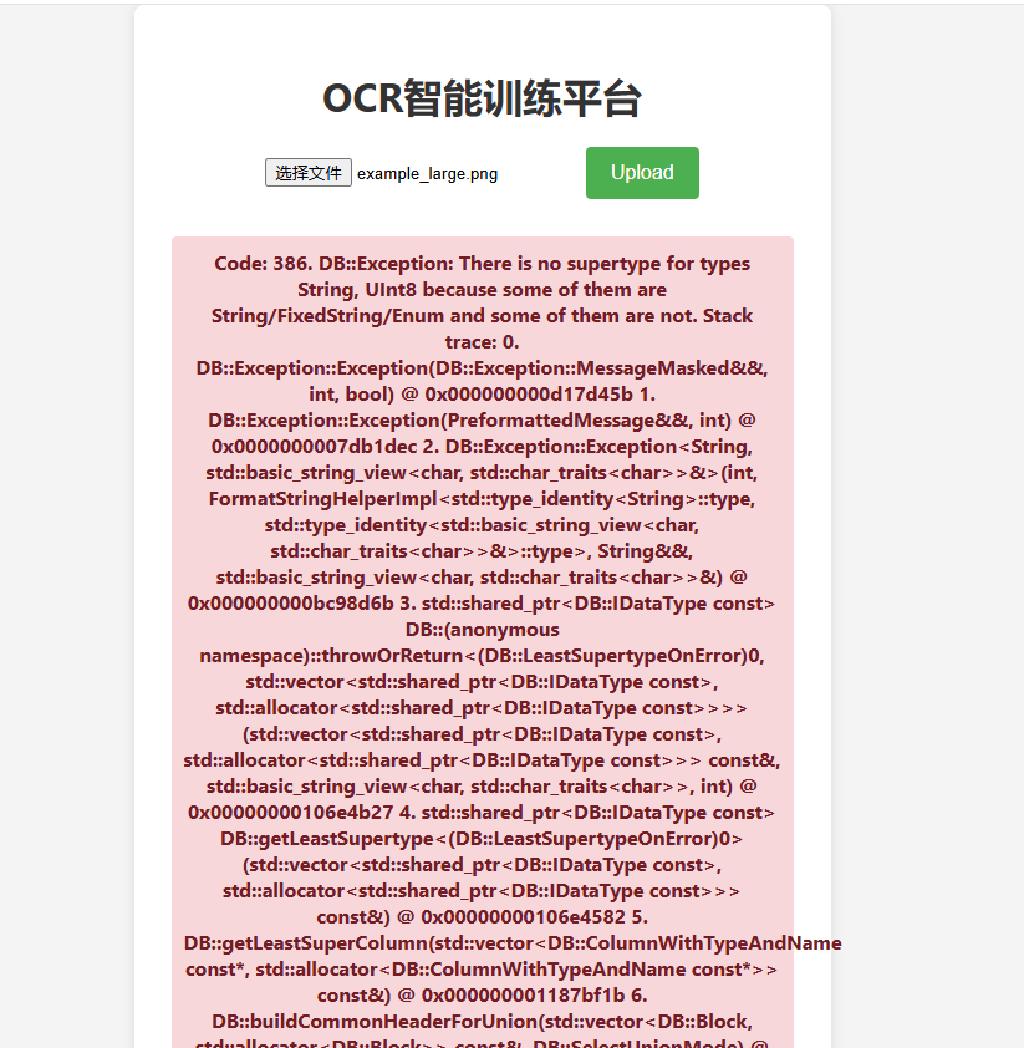 OCR智能训练平台
选择文件 example_large.png Upload
Code: 386. DB::Exception: There is no supertype for types
String, UInt8 because some of them are
String/FixedString/Enum and some of them are not. Stack
trace: 0.
DB::Exception::Exception(DB::Exception::MessageMasked&&,
int, bool) @ 0x000000000d17d45b 1.
DB::Exception::Exception(PreformattedMessage&&, int) @
0x0000000007db1dec 2. DB::Exception::Exception<String,
std::basic_string_view<char, std::char_traits<char>>&>(int,
FormatStringHelperImpl<std::type_identity<String>::type,
std::type_identity<std::basic_string_view<char,
std::char_traits<char>>&>::type>, String&&,
std::basic_string_view<char, std::char_traits<char>>&) @
0x000000000bc98d6b 3. std::shared_ptr<DB::IDataType const>
DB::(anonymous
namespace)::throwOrReturn<(DB::LeastSupertypeOnError)0,
std::vector<std::shared_ptr<DB::IDataType const>,
std::allocator<std::shared_ptr<DB::IDataType const>>>>
(std::vector<std::shared_ptr<DB::IDataType const>,
std::allocator<std::shared_ptr<DB::IDataType const>>> const&,
std::basic_string_view<char, std::char_traits<char>>, int) @
0x00000000106e4b27 4. std::shared_ptr<DB::IDataType const>
DB::getLeastSupertype<(DB::LeastSupertypeOnError)0>
(std::vector<std::shared_ptr<DB::IDataType const>,
std::allocator<std::shared_ptr<DB::IDataType const>>>
const&) @ 0x00000000106e4582 5.
DB::getLeastSuperColumn(std::vector<DB::ColumnWithTypeAndName
const*, std::allocator<DB::ColumnWithTypeAndName const*>>
const&) @ 0x000000001187bf1b 6.
DB::buildCommonHeaderForUnion(std::vector<DB::Block,
std::allocator<DB::Block>> const&, DB::SelectUnionMode) @